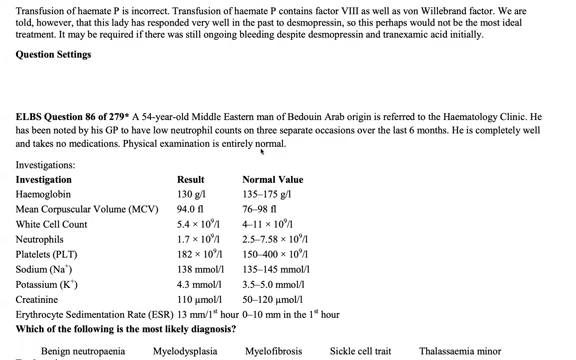 Transfusion of haemate P is incorrect. Transfusion of haemate P contains factor VIII as well as von Willebrand factor. We are
told, however, that this lady has responded very well in the past to desmopressin, so this perhaps would not be the most ideal
treatment. It may be required if there was still ongoing bleeding despite desmopressin and tranexamic acid initially.
Question Settings
ELBS Question 86 of 279* A 54-year-old Middle Eastern man of Bedouin Arab origin is referred to the Haematology Clinic. He
has been noted by his GP to have low neutrophil counts on three separate occasions over the last 6 months. He is completely well
and takes no medications. Physical examination is entirely normal.
Investigations:
Investigation Result Normal Value
Haemoglobin 130 g/l 135–175 g/l
Mean Corpuscular Volume (MCV) 94.0 fl 76–98 fl
White Cell Count 5.4 × 10⁹/l 4–11 × 10⁹/l
Neutrophils 1.7 × 10⁹/l 2.5–7.58 × 10⁹/l
Platelets (PLT) 182 × 10⁹/l 150–400 × 10⁹/l
Sodium (Na⁺) 138 mmol/l 135–145 mmol/l
Potassium (K⁺) 4.3 mmol/l 3.5–5.0 mmol/l
Creatinine 110 µmol/l 50–120 µmol/l
Erythrocyte Sedimentation Rate (ESR) 13 mm/1ˢᵗ hour 0–10 mm in the 1ˢᵗ hour
Which of the following is the most likely diagnosis?
Benign neutropaenia Myelodysplasia Myelofibrosis Sickle cell trait Thalassaemia minor